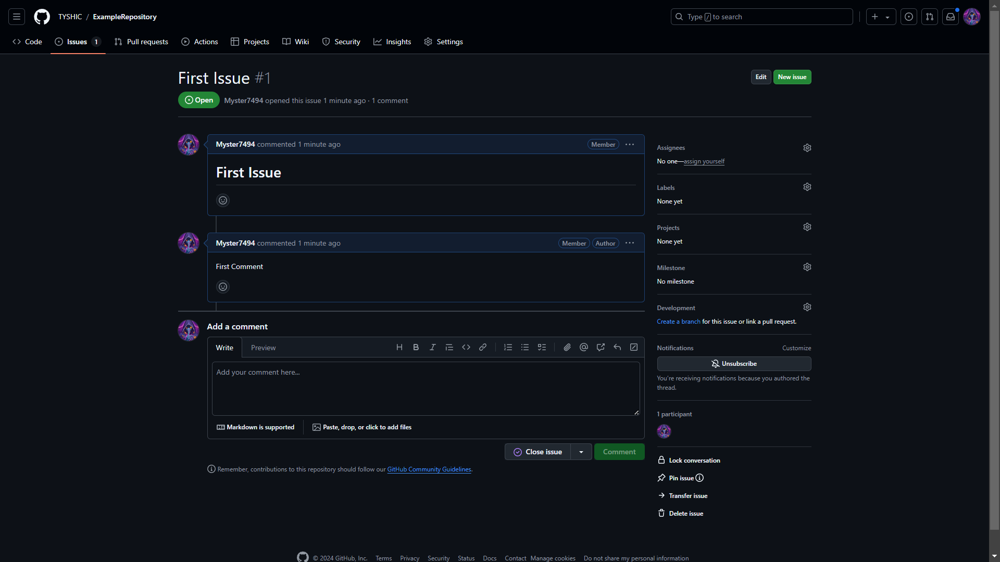 TYSHIC / ExampleRepository
Type / to search
Code
Issues 1
Pull requests
Actions
Projects
Wiki
Security
Insights
Settings
First Issue #1
Edit
New issue
Open
Myster7494 opened this issue 1 minute ago · 1 comment
Myster7494 commented 1 minute ago
Member
First Issue
Myster7494 commented 1 minute ago
Member
Author
First Comment
Add a comment
Write
Preview
Add your comment here...
Markdown is supported
Paste, drop, or click to add files
Close issue
Comment
Remember, contributions to this repository should follow our GitHub Community Guidelines.
Assignees
No one—assign yourself
Labels
None yet
Projects
None yet
Milestone
No milestone
Development
Create a branch for this issue or link a pull request.
Notifications
Customize
Unsubscribe
You're receiving notifications because you authored the
thread.
1 participant
Lock conversation
Pin issue
Transfer issue
Delete issue
© 2024 GitHub, Inc.
Terms
Privacy
Security
Status
Docs
Contact
Manage cookies
Do not share my personal information